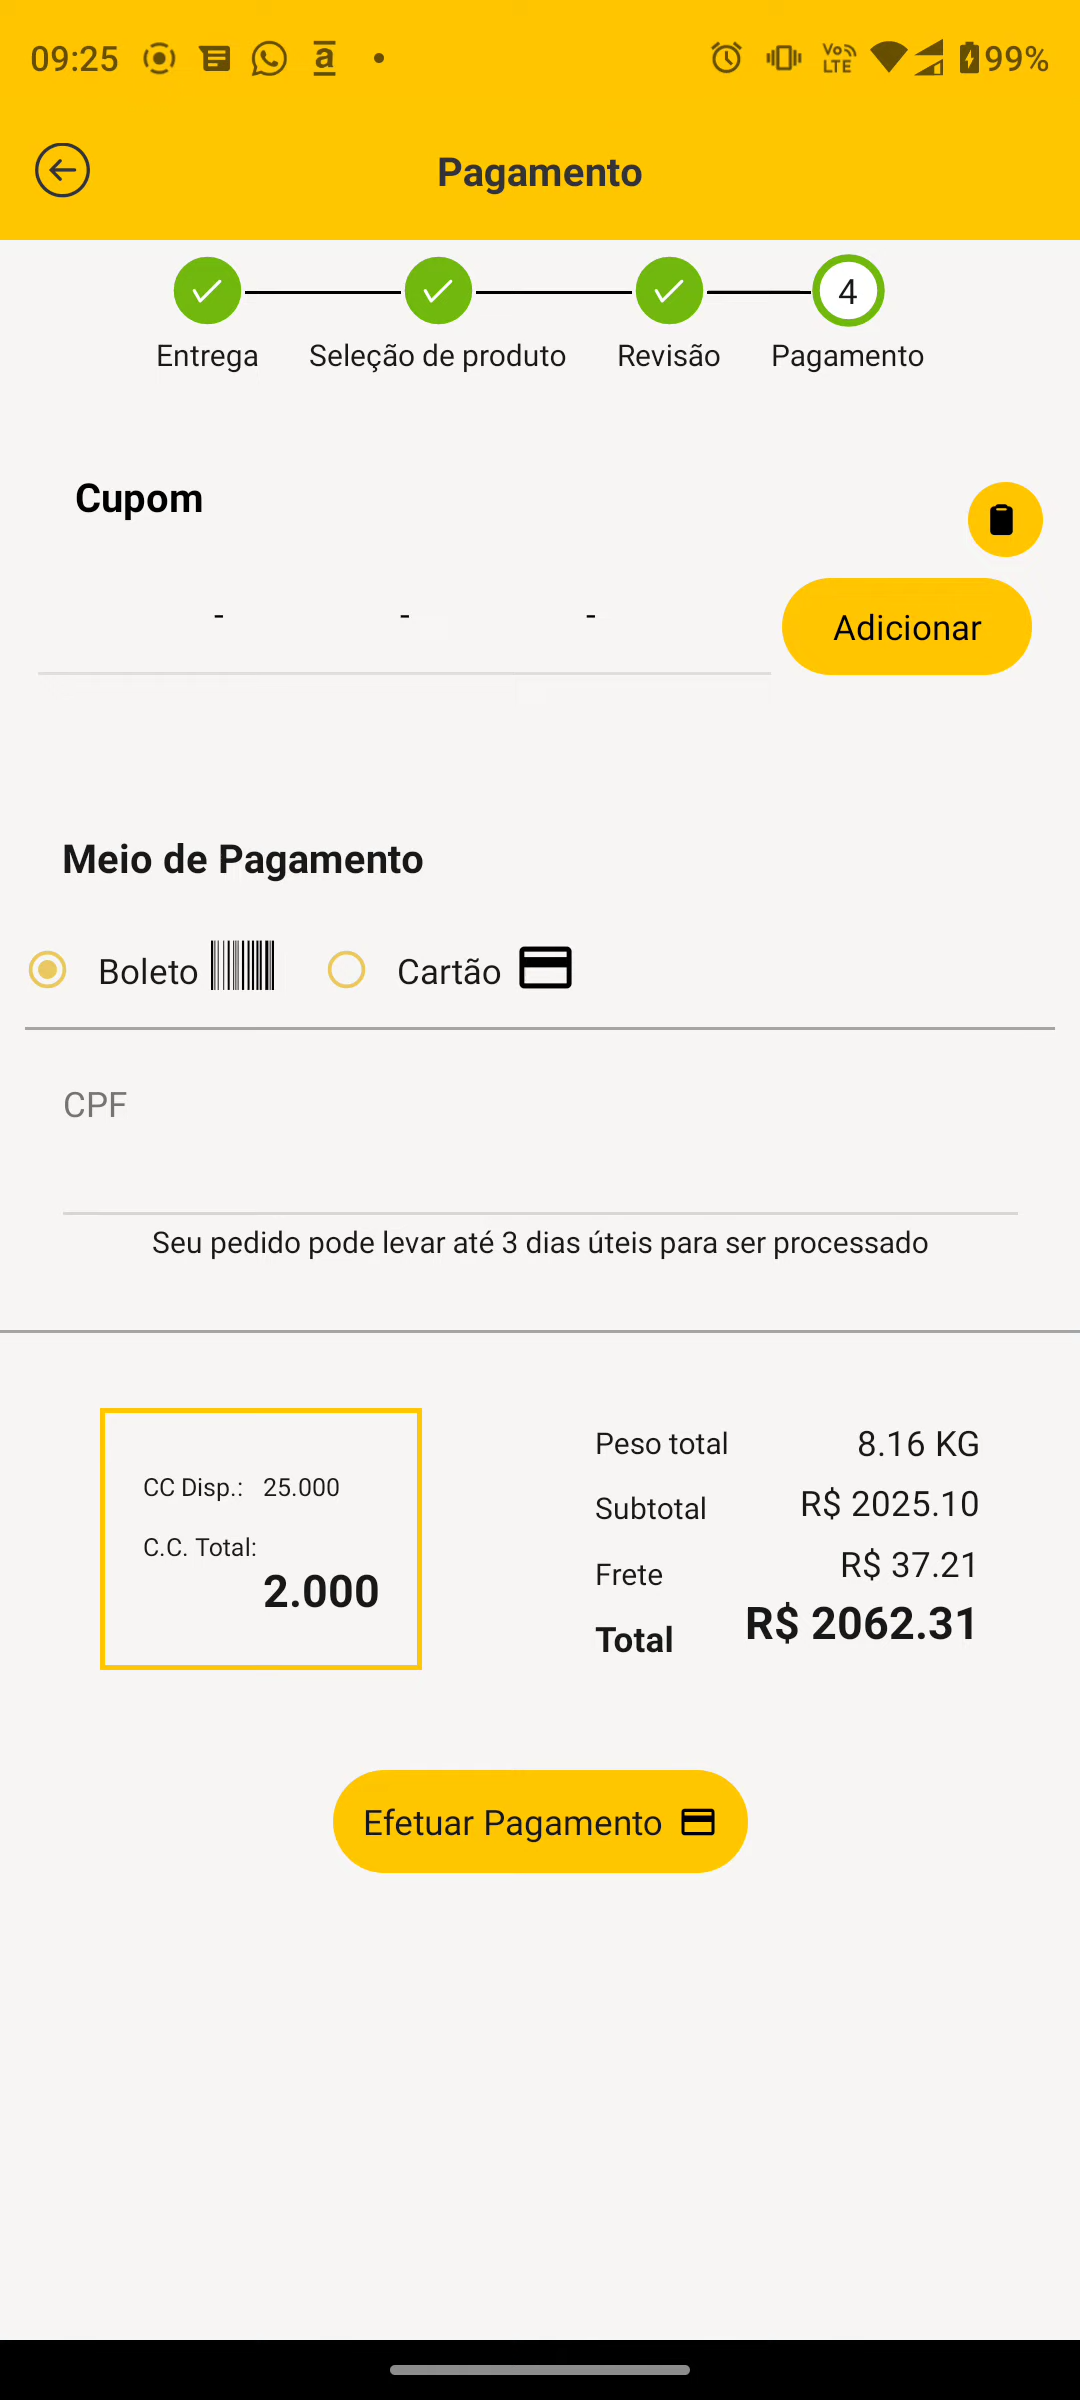 09:25 a • Vo LTE 99%
Pagamento
4
Entrega Seleção de produto Revisão Pagamento
Cupom
- - -
Adicionar
Meio de Pagamento
Boleto Cartão
CPF
Seu pedido pode levar até 3 dias úteis para ser processado
CC Disp.: 25.000
C.C. Total:
2.000
Peso total 8.16 KG
Subtotal R$ 2025.10
Frete R$ 37.21
Total R$ 2062.31
Efetuar Pagamento